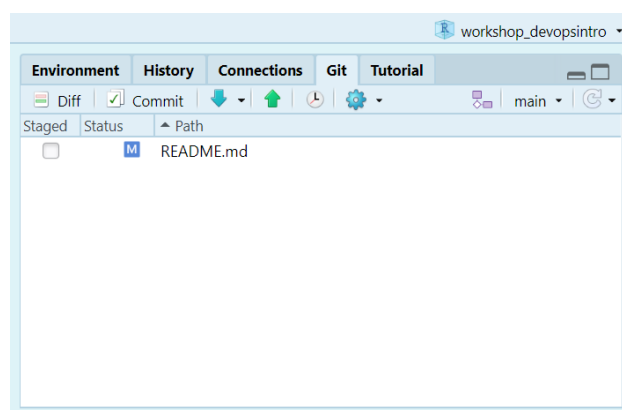 R workshop_devopsintro
Environment History Connections Git Tutorial
Diff Commit main
Staged Status Path
M README.md